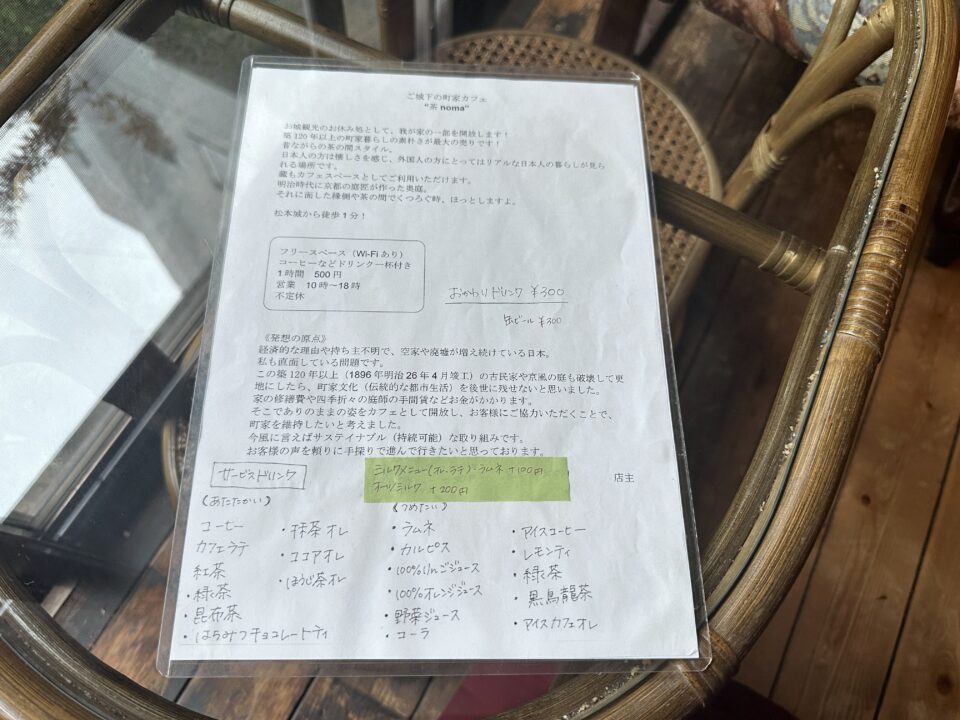 ご城下の町家カフェ
“茶 noma”
お城観光のお休み処として、我が家の一部を開放します！
築120年以上の町家暮らしの素朴さが最大の売りです！
昔ながらの茶の間スタイル。
日本人の方は懐しさを感じ、外国人の方にとってはリアルな日本人の暮らしが見ら
れる場所です。
蔵もカフェスペースとしてご利用いただけます。
明治時代に京都の庭匠が作った奥庭。
それに面した縁側や茶の間でくつろぐ時、ほっとしますよ。
松本城から徒歩1分！
フリースペース（Wi-Fiあり）
コーヒーなどドリンク一杯付き
1時間　500円
営業　10時～18時
不定休
おかわりドリンク ¥300
缶ビール ¥300
《発想の原点》
経済的な理由や持ち主不明で、空家や廃墟が増え続けている日本。
私も直面している問題です。
この築120年以上（1896年明治26年4月竣工）の古民家や京風の庭も破壊して更
地にしたら、町家文化（伝統的な都市生活）を後世に残せないと思いました。
家の修繕費や四季折々の庭師の手間賃などお金がかかります。
そこでありのままの姿をカフェとして開放し、お客様にご協力いただくことで、
町家を維持したいと考えました。
今風に言えばサステイナブル（持続可能）な取り組みです。
お客様の声を頼りに手探りで進んで行きたいと思っております。
店主
サービスドリンク
ミルクメニュー（オレ、ラテ）・ラムネ +100円
オーツミルク +200円
（あたたかい）
コーヒー
カフェラテ
紅茶
・緑茶
昆布茶
・はちみつチョコレートティ
・抹茶オレ
・ココアオレ
・ほうじ茶オレ
（つめたい）
・ラムネ
・カルピス
・100%りんごジュース
・100%オレンジジュース
・野菜ジュース
・コーラ
・アイスコーヒー
・レモンティ
・緑茶
・黒烏龍茶
・アイスカフェオレ